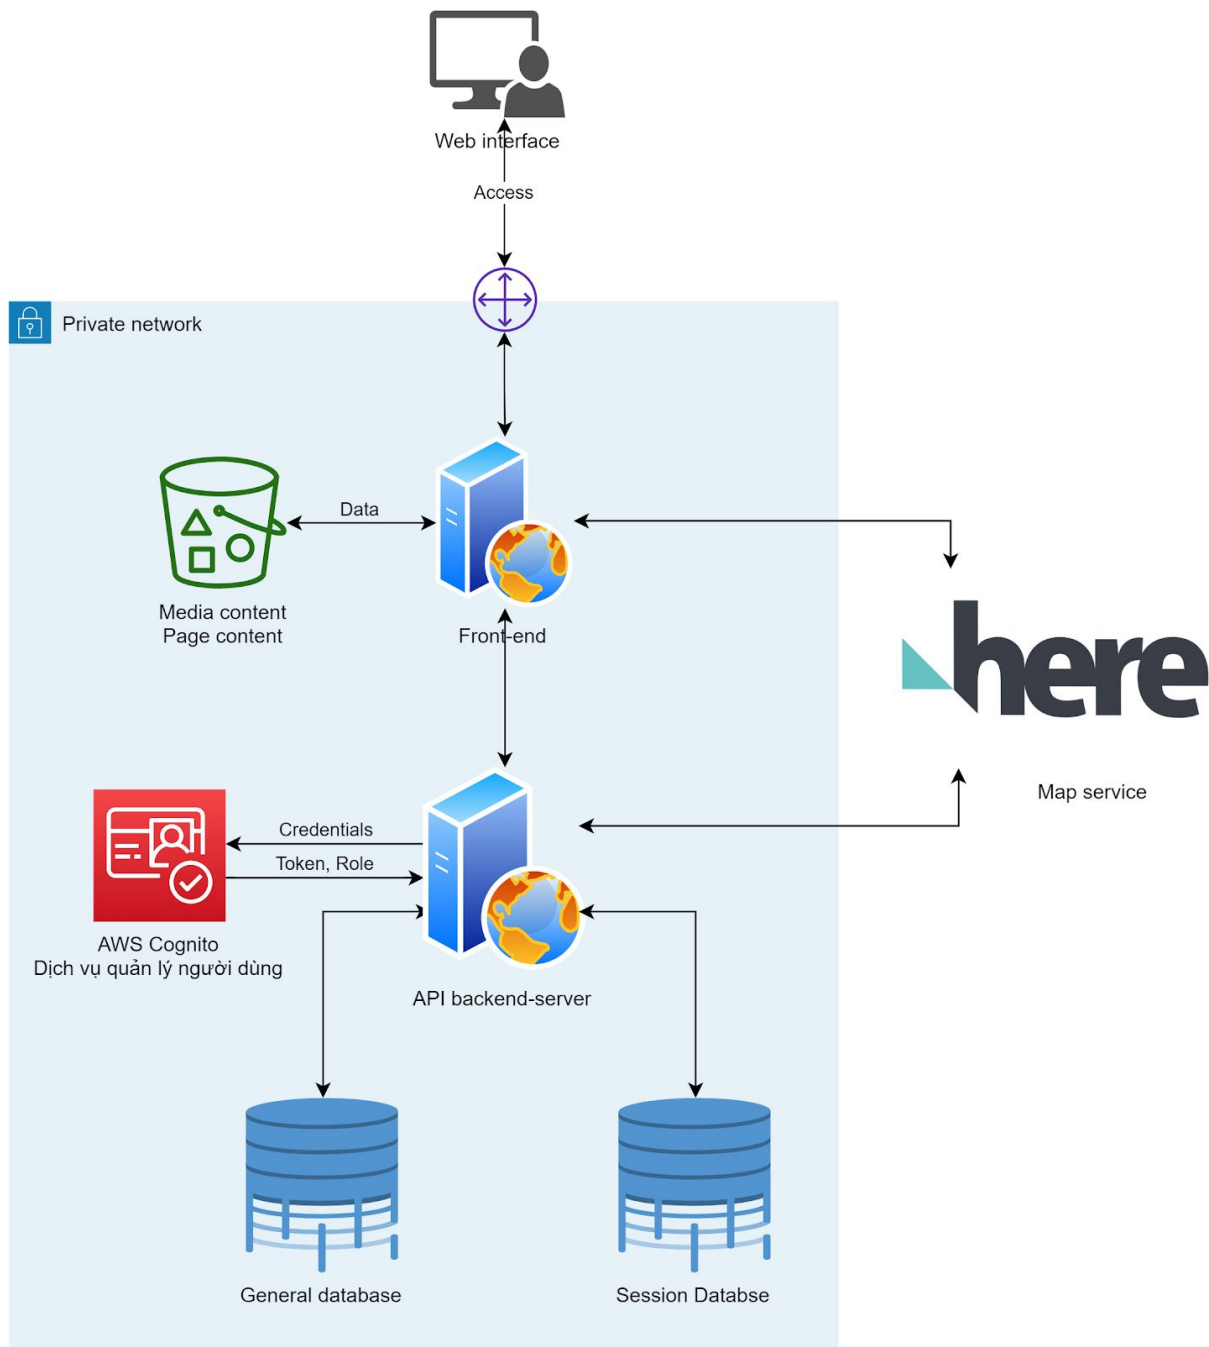 Web interface
Access
Private network
Data
Media content
Page content
Front-end
here
Map service
Credentials
Token, Role
AWS Cognito
Dịch vụ quản lý người dùng
API backend-server
General database
Session Databse